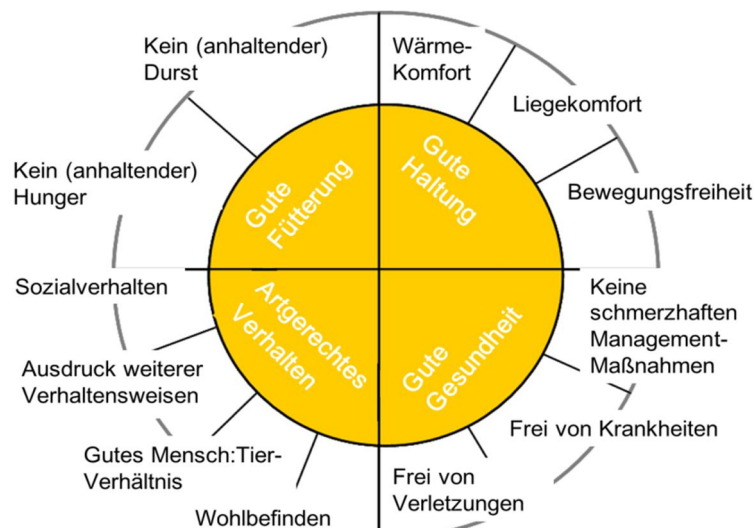 Kein (anhaltender)
Durst
Wärme-
Komfort
Liegekomfort
Gute
Fütterung
Gute
Haltung
Kein (anhaltender)
Hunger
Bewegungsfreiheit
Sozialverhalten
Artgerechtes
Verhalten
Gute
Gesundheit
Keine
schmerzhaften
Management-
Maßnahmen
Ausdruck weiterer
Verhaltensweisen
Frei von Krankheiten
Gutes Mensch:Tier-
Verhältnis
Frei von
Verletzungen
Wohlbefinden